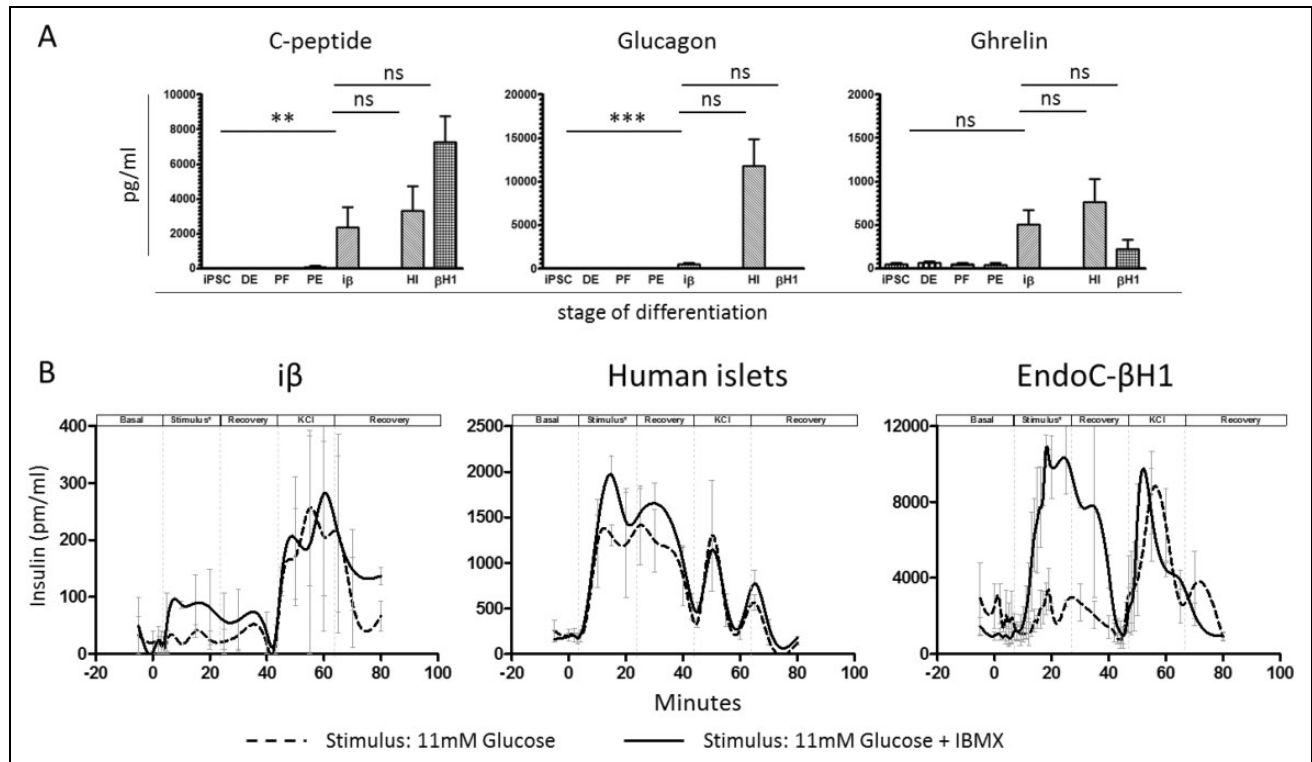 A
C-peptide
Glucagon
Ghrelin
pg/ml
10000
8000
6000
4000
2000
0
ns
ns
**
iPSC DE PF PE iβ HI βH1
20000
15000
10000
5000
0
ns
ns
***
iPSC DE PF PE iβ HI βH1
2000
1500
1000
500
0
ns
ns
ns
iPSC DE PF PE iβ HI βH1
stage of differentiation
B
iβ
Human islets
EndoC-βH1
Insulin (pm/ml)
Basal Stimulus* Recovery KCl Recovery
400
300
200
100
0
-20 0 20 40 60 80 100
Basal Stimulus* Recovery KCl Recovery
2500
2000
1500
1000
500
0
-20 0 20 40 60 80 100
Basal Stimulus* Recovery KCl Recovery
12000
8000
4000
0
-20 0 20 40 60 80 100
Minutes
Stimulus: 11mM Glucose
Stimulus: 11mM Glucose + IBMX